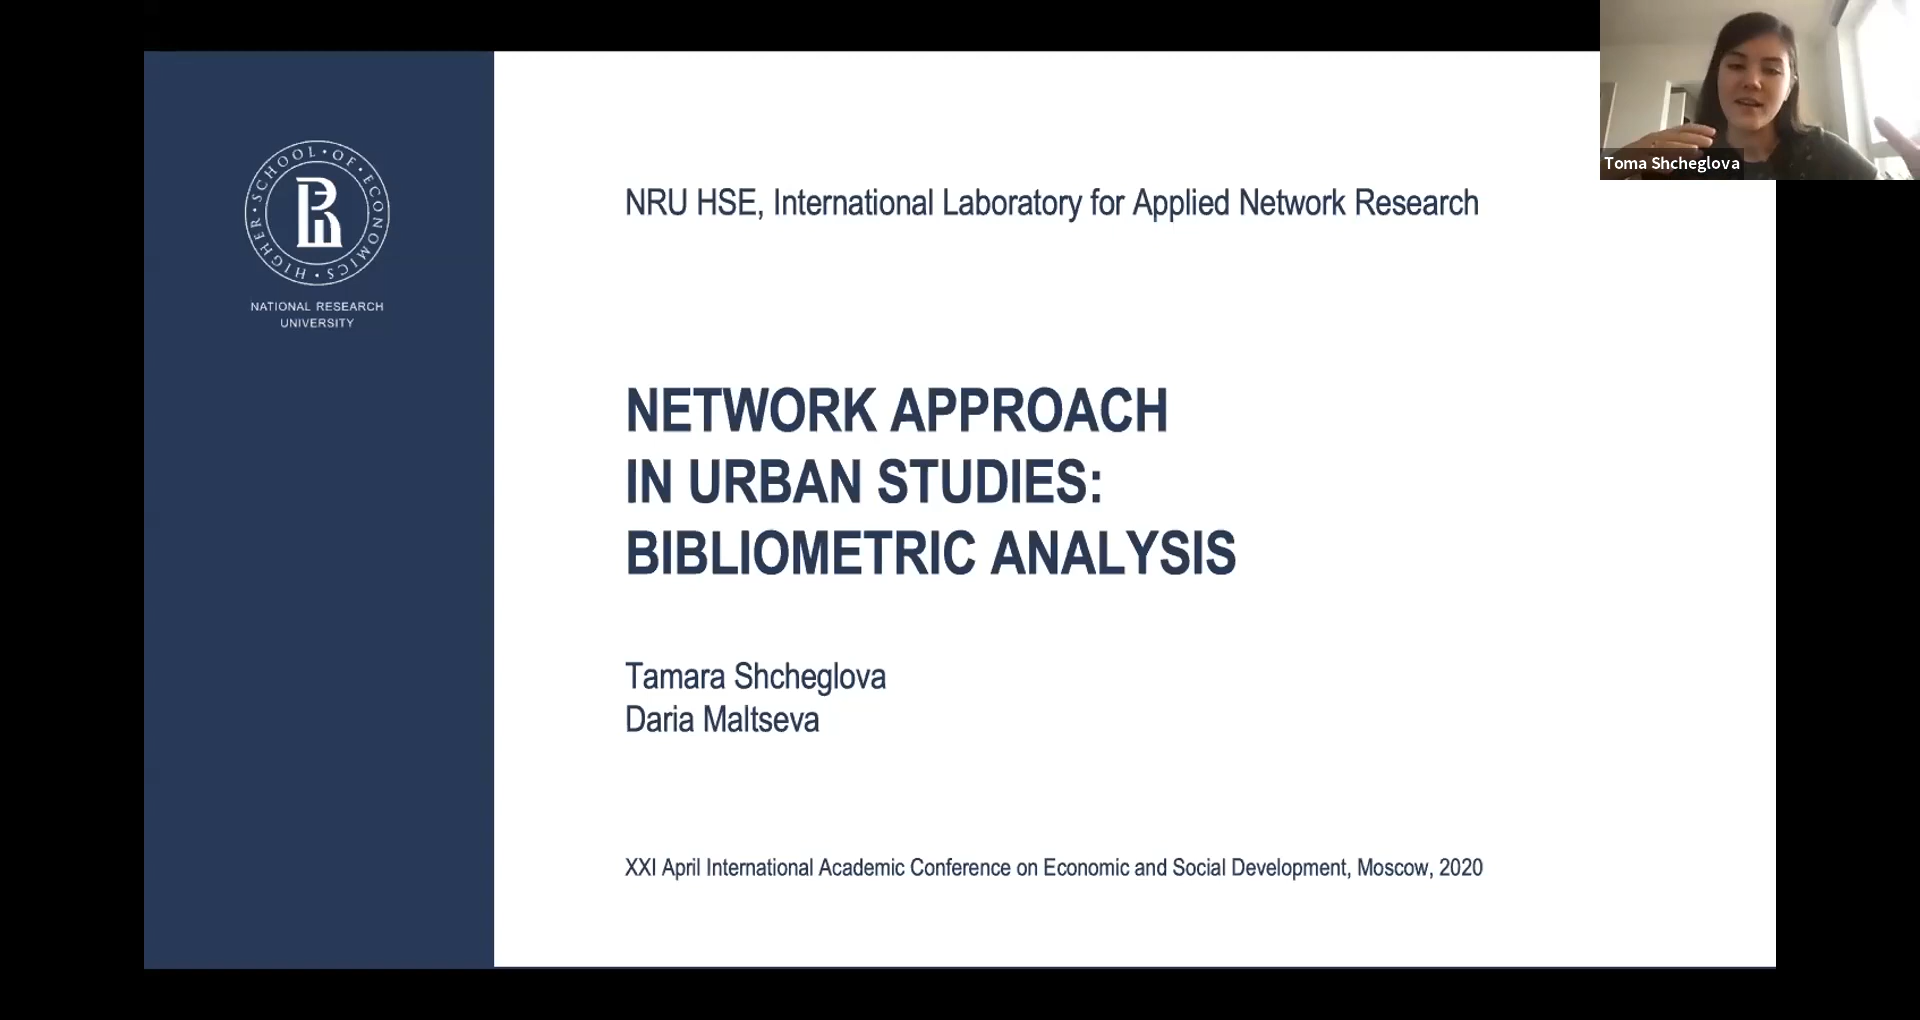 HIGHER · SCHOOL · OF · ECONOMICS ·
NATIONAL RESEARCH
UNIVERSITY
NRU HSE, International Laboratory for Applied Network Research
NETWORK APPROACH
IN URBAN STUDIES:
BIBLIOMETRIC ANALYSIS
Tamara Shcheglova
Daria Maltseva
XXI April International Academic Conference on Economic and Social Development, Moscow, 2020
Toma Shcheglova